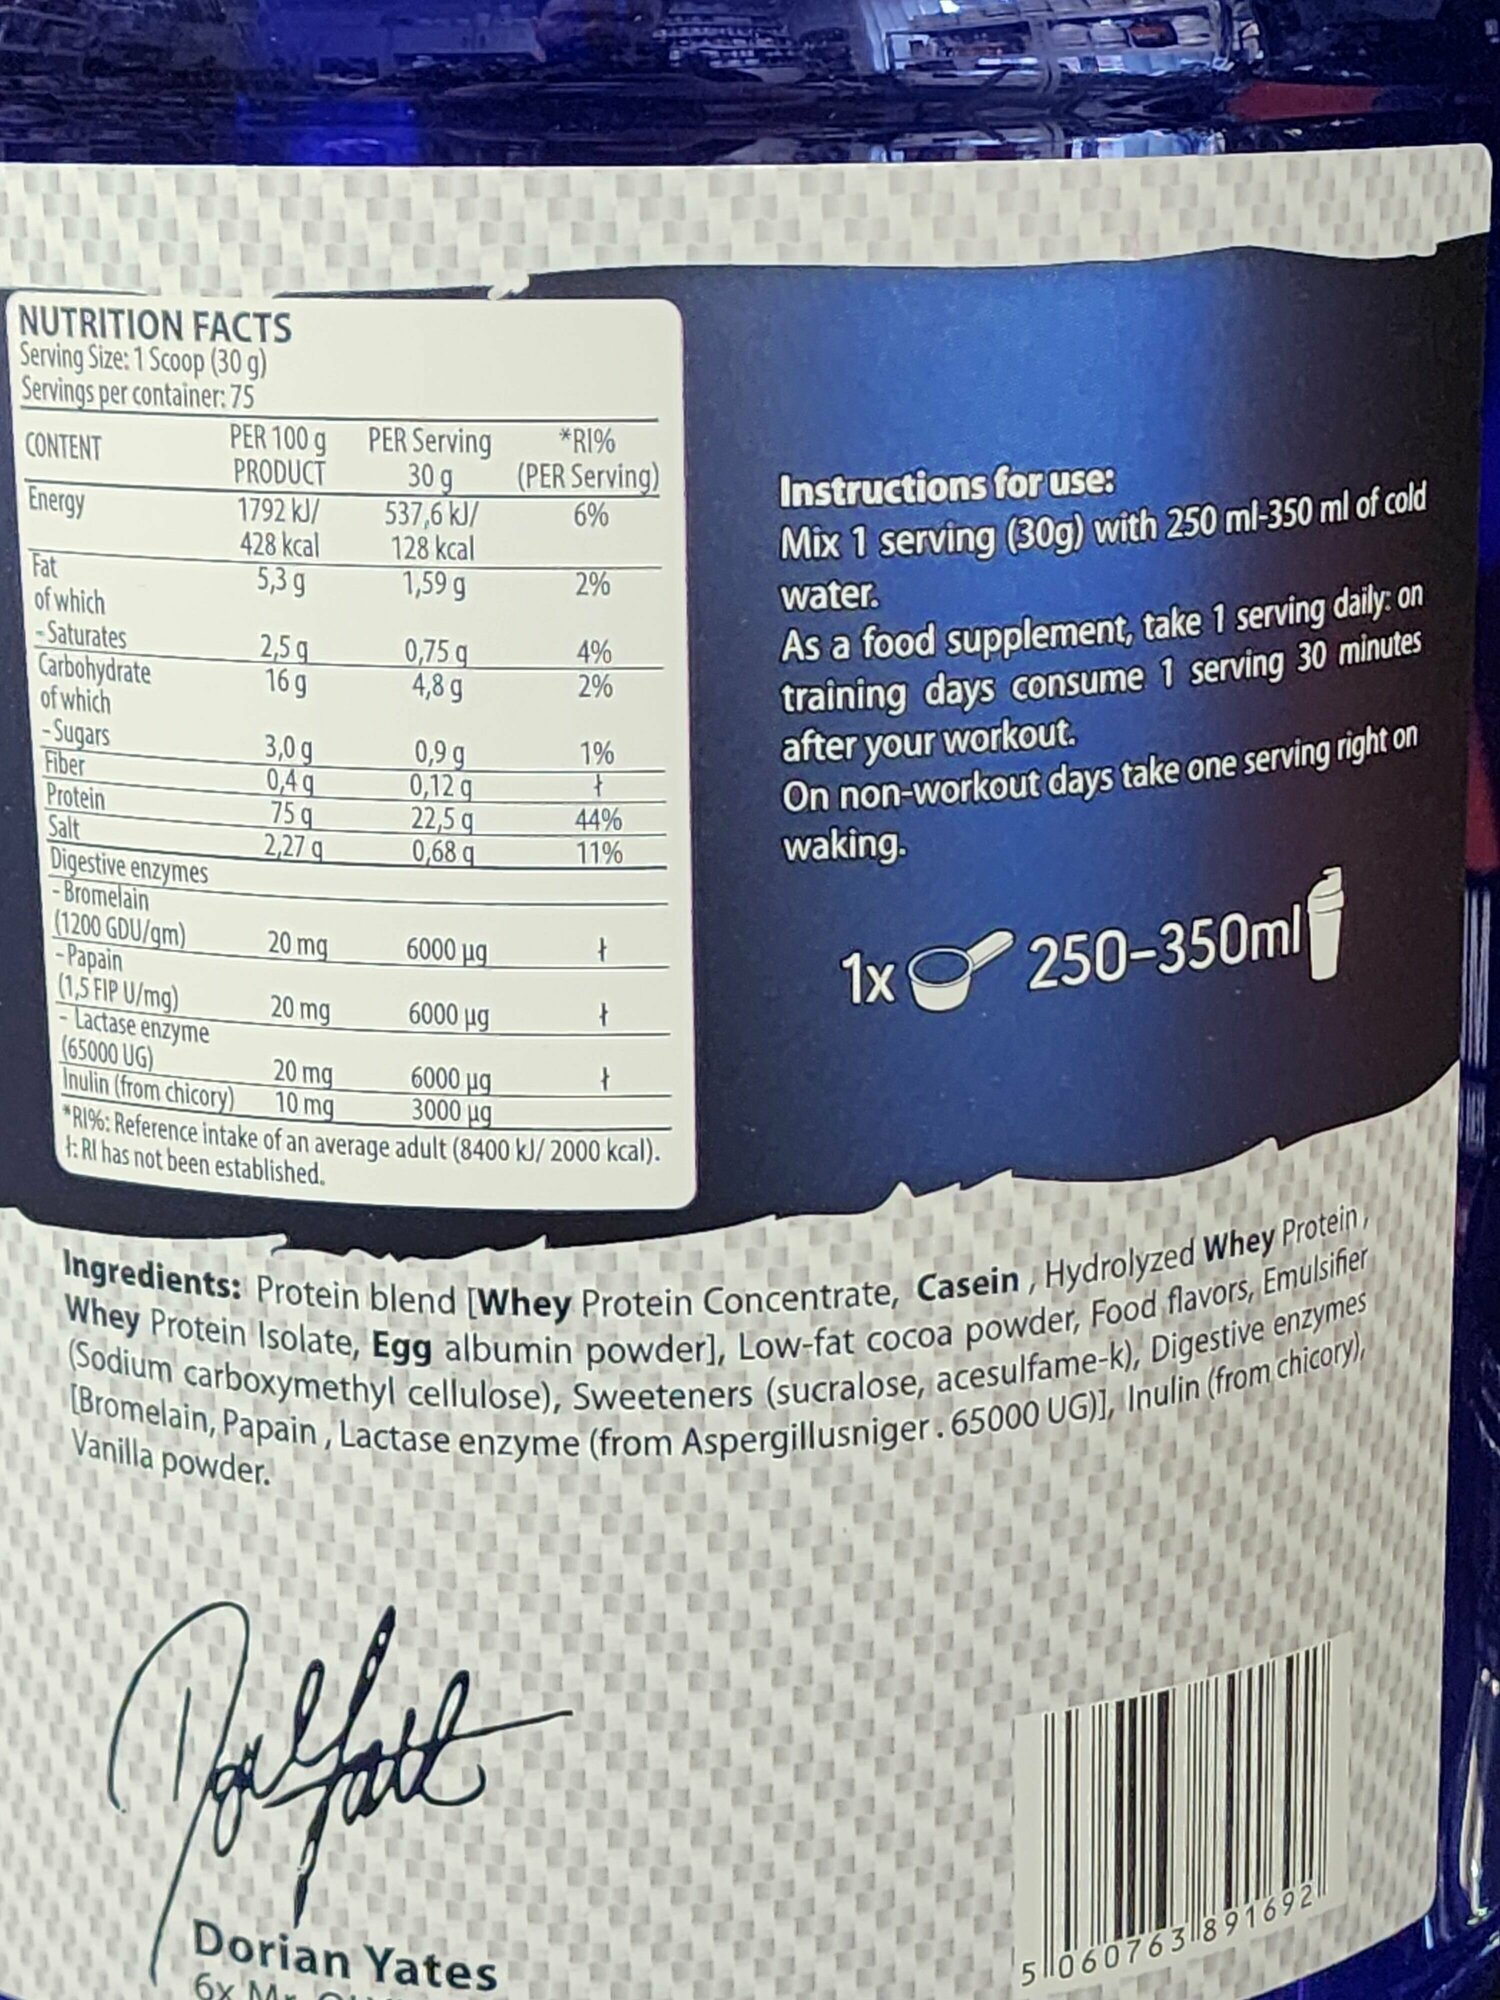 NUTRITION FACTS
Serving Size: 1 Scoop (30 g)
Servings per container: 75
CONTENT PER 100 g PER Serving *RI%
PRODUCT 30 g (PER Serving)
Energy 1792 kJ/ 537,6 kJ/ 6%
428 kcal 128 kcal
Fat 5,3 g 1,59 g 2%
of which
- Saturates 2,5 g 0,75 g 4%
Carbohydrate 16 g 4,8 g 2%
of which
- Sugars 3,0 g 0,9 g 1%
Fiber 0,4 g 0,12 g ƚ
Protein 75 g 22,5 g 44%
Salt 2,27 g 0,68 g 11%
Digestive enzymes
- Bromelain
(1200 GDU/gm) 20 mg 6000 µg ƚ
- Papain
(1,5 FIP U/mg) 20 mg 6000 µg ƚ
- Lactase enzyme
(65000 UG) 20 mg 6000 µg ƚ
Inulin (from chicory) 10 mg 3000 µg
*RI%: Reference intake of an average adult (8400 kJ/ 2000 kcal).
ƚ: RI has not been established.
Instructions for use:
Mix 1 serving (30g) with 250 ml-350 ml of cold
water.
As a food supplement, take 1 serving daily: on
training days consume 1 serving 30 minutes
after your workout.
On non-workout days take one serving right on
waking.
1x 250-350ml
Ingredients: Protein blend [Whey Protein Concentrate, Casein , Hydrolyzed Whey Protein,
Whey Protein Isolate, Egg albumin powder], Low-fat cocoa powder, Food flavors, Emulsifier
(Sodium carboxymethyl cellulose), Sweeteners (sucralose, acesulfame-k), Digestive enzymes
[Bromelain, Papain , Lactase enzyme (from Aspergillusniger . 65000 UG)], Inulin (from chicory),
Vanilla powder.
Dorian Yates
6x Mr.
5 060763 891692